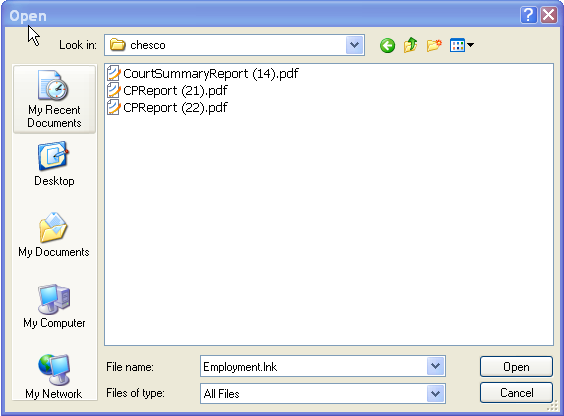 Open
Look in: chesco
CourtSummaryReport (14).pdf
CPReport (21).pdf
CPReport (22).pdf
My Recent
Documents
Desktop
My Documents
My Computer
My Network
File name: Employment.lnk Open
Files of type: All Files Cancel